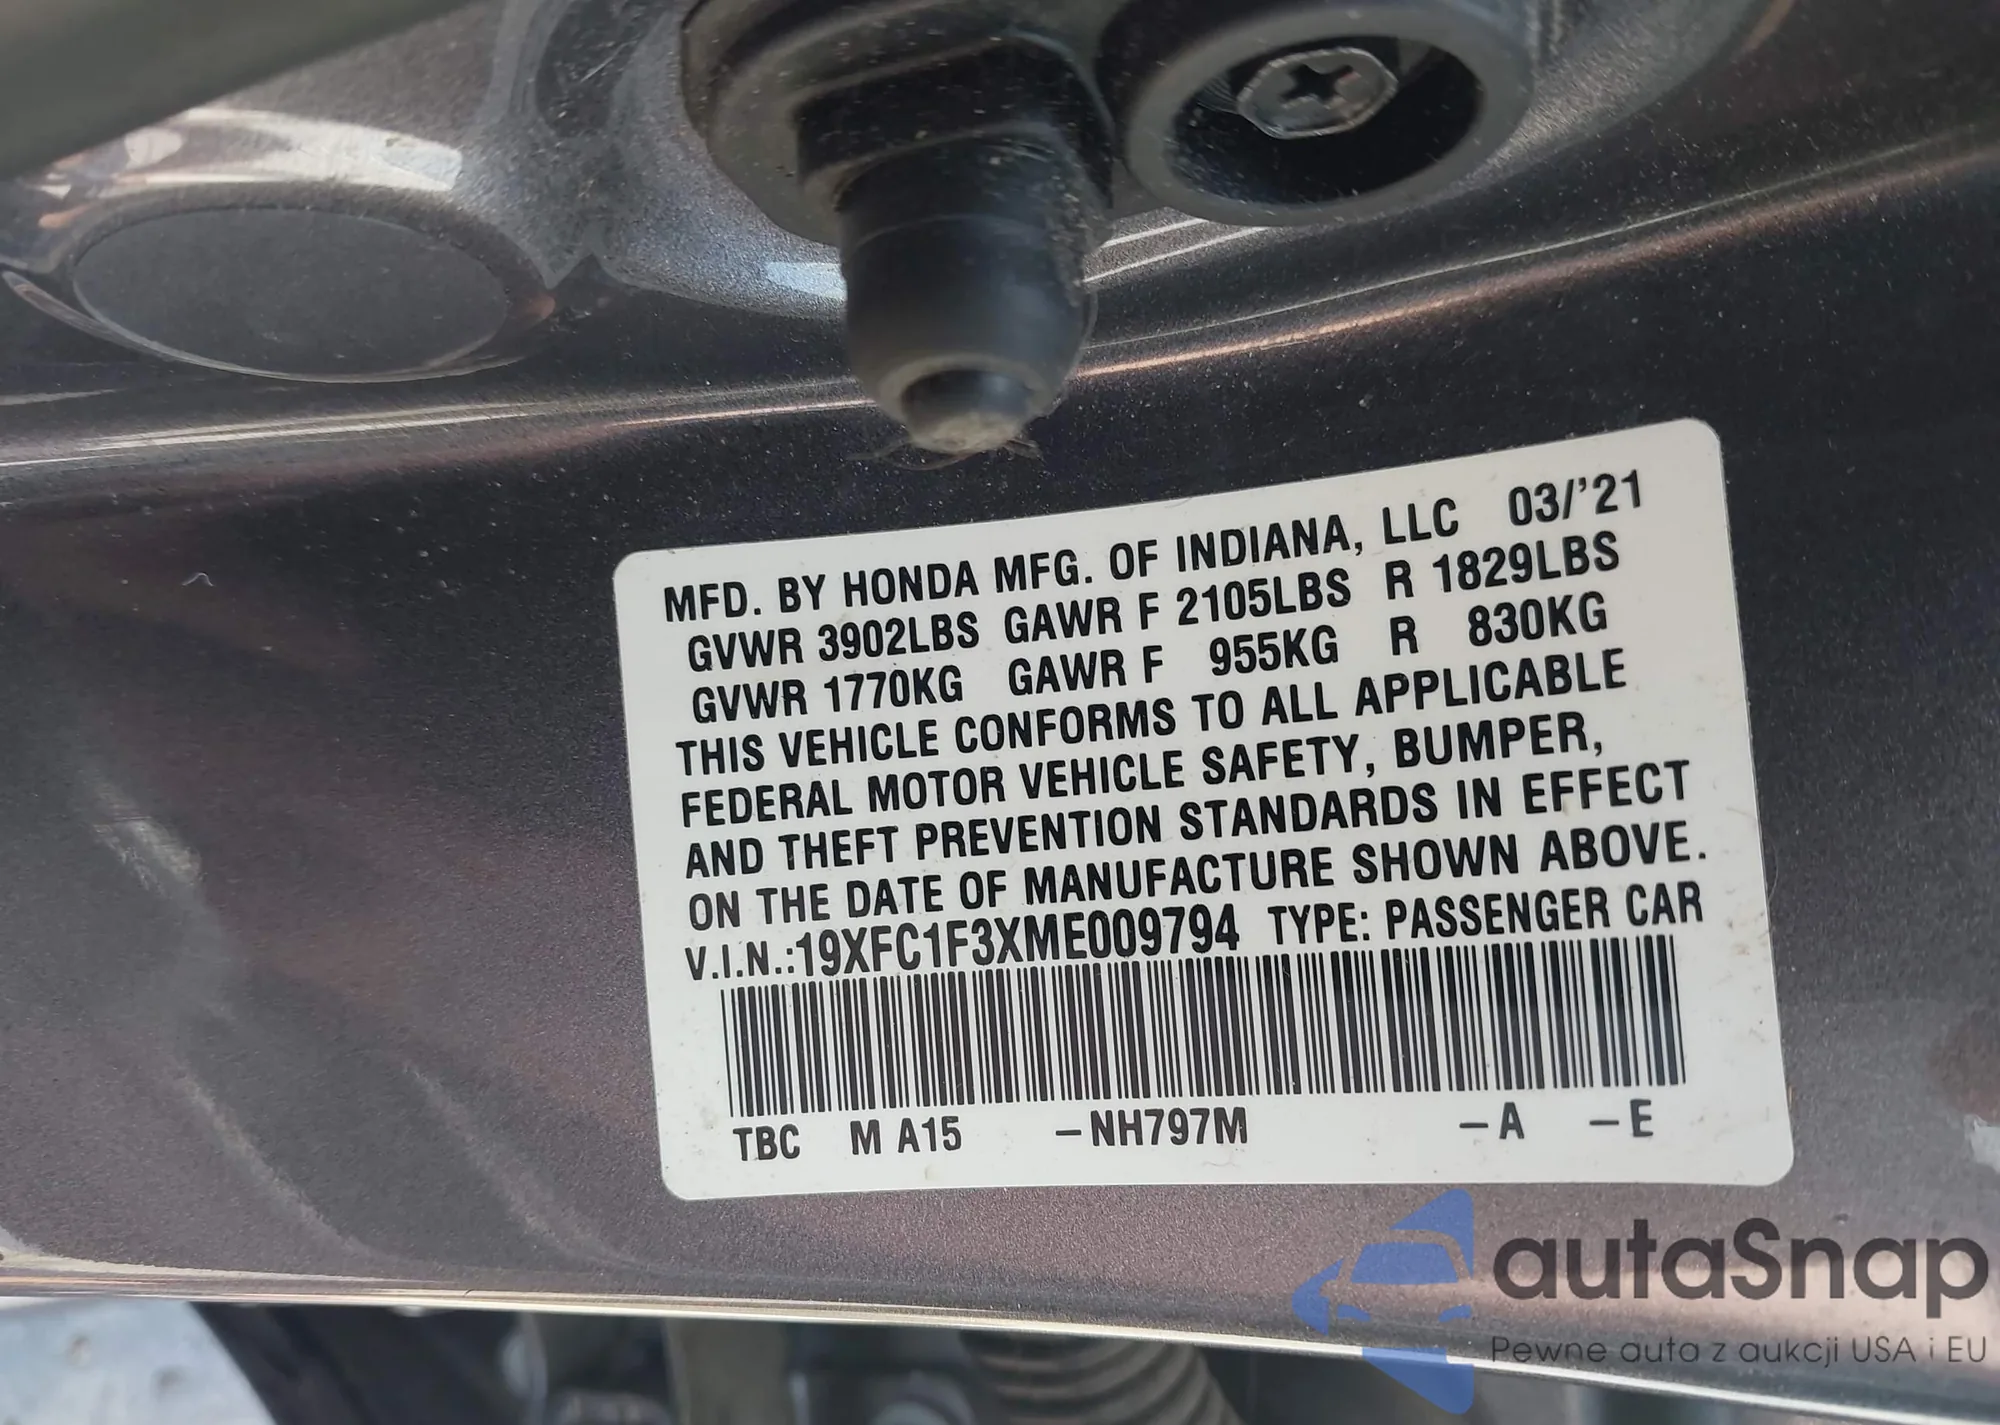 MFD. BY HONDA MFG. OF INDIANA, LLC 03/'21
GVWR 3902LBS GAWR F 2105LBS R 1829LBS
GVWR 1770KG GAWR F 955KG R 830KG
THIS VEHICLE CONFORMS TO ALL APPLICABLE
FEDERAL MOTOR VEHICLE SAFETY, BUMPER,
AND THEFT PREVENTION STANDARDS IN EFFECT
ON THE DATE OF MANUFACTURE SHOWN ABOVE.
V.I.N.:19XFC1F3XME009794 TYPE: PASSENGER CAR
TBC M A15 -NH797M -A -E
autaSnap
Pewne auta z aukcji USA i EU